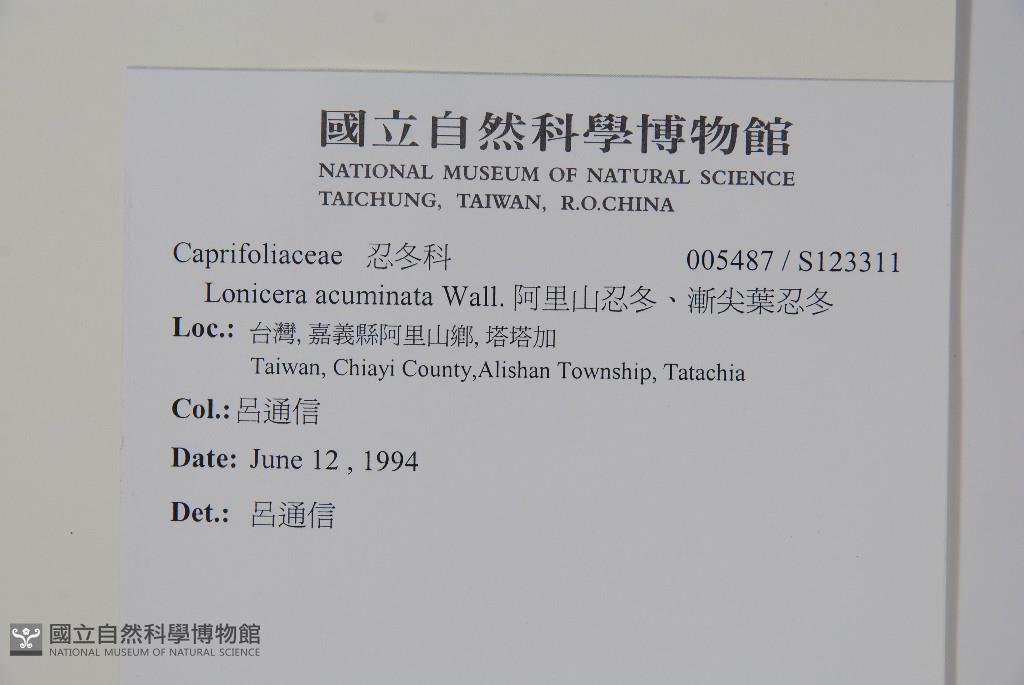 國立自然科學博物館
NATIONAL MUSEUM OF NATURAL SCIENCE
TAICHUNG, TAIWAN, R.O.CHINA
Caprifoliaceae 忍冬科 005487 / S123311
Lonicera acuminata Wall. 阿里山忍冬、漸尖葉忍冬
Loc.: 台灣, 嘉義縣阿里山鄉, 塔塔加
Taiwan, Chiayi County,Alishan Township, Tatachia
Col.: 呂通信
Date: June 12 , 1994
Det.: 呂通信
國立自然科學博物館
NATIONAL MUSEUM OF NATURAL SCIENCE